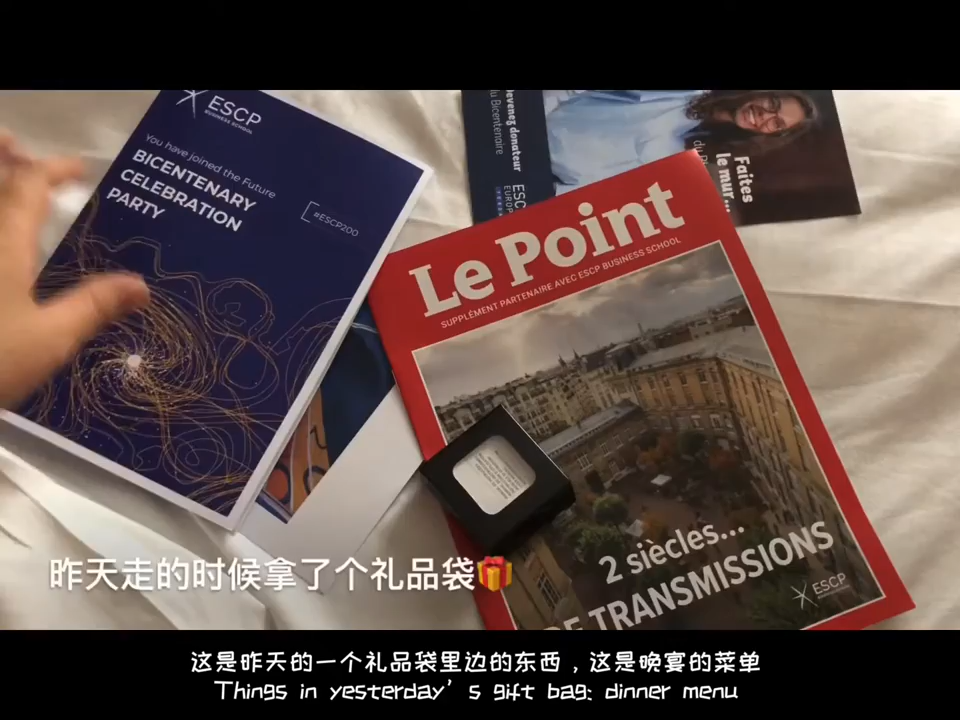 ESCP
BUSINESS SCHOOL
You have joined the Future
BICENTENARY
CELEBRATION
PARTY
#ESCP200
Devenez donateur
du Bicentenaire
ESC
EUROP
Faites
le mur...
Le Point
SUPPLÉMENT PARTENAIRE AVEC ESCP BUSINESS SCHOOL
2 siècles...
DE TRANSMISSIONS
ESCP
昨天走的时候拿了个礼品袋🎁
这是昨天的一个礼品袋里边的东西，这是晚宴的菜单
Things in yesterday's gift bag: dinner menu